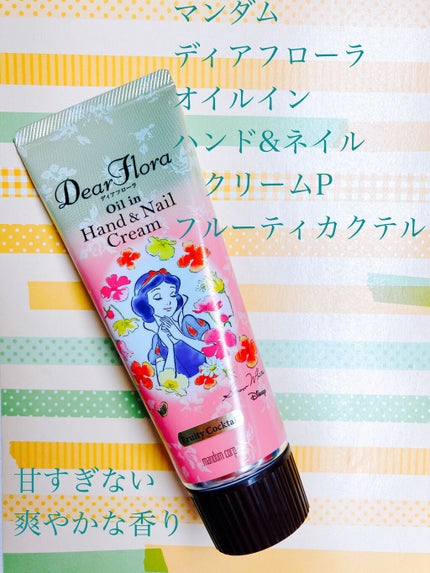 マンダム
ディアフローラ
オイルイン
ハンド&ネイル
クリームP
フルーティカクテル
Dear Flora
ディアフローラ
Oil in
Hand & Nail
Cream
Snow White
Disney
Fruity Cocktail
mandom corp.
甘すぎない
爽やかな香り